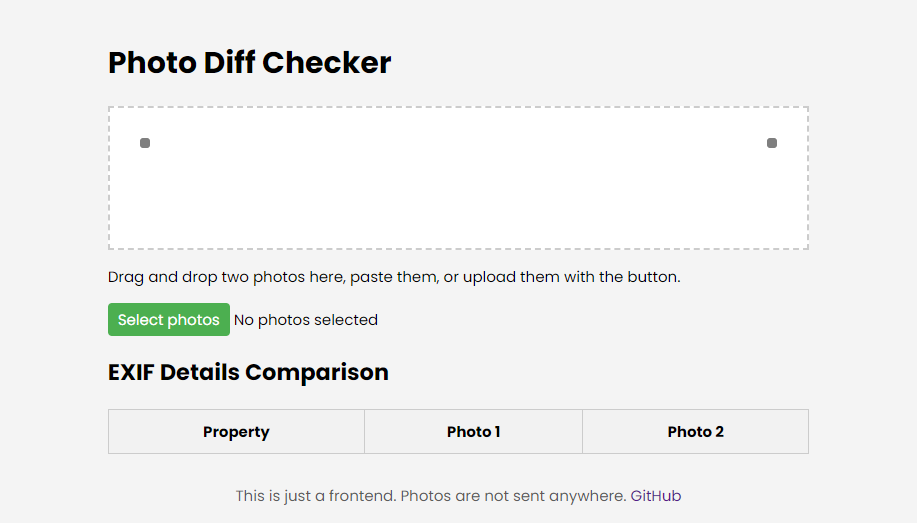 Photo Diff Checker
Drag and drop two photos here, paste them, or upload them with the button.
Select photos No photos selected
EXIF Details Comparison
Property Photo 1 Photo 2
This is just a frontend. Photos are not sent anywhere. GitHub